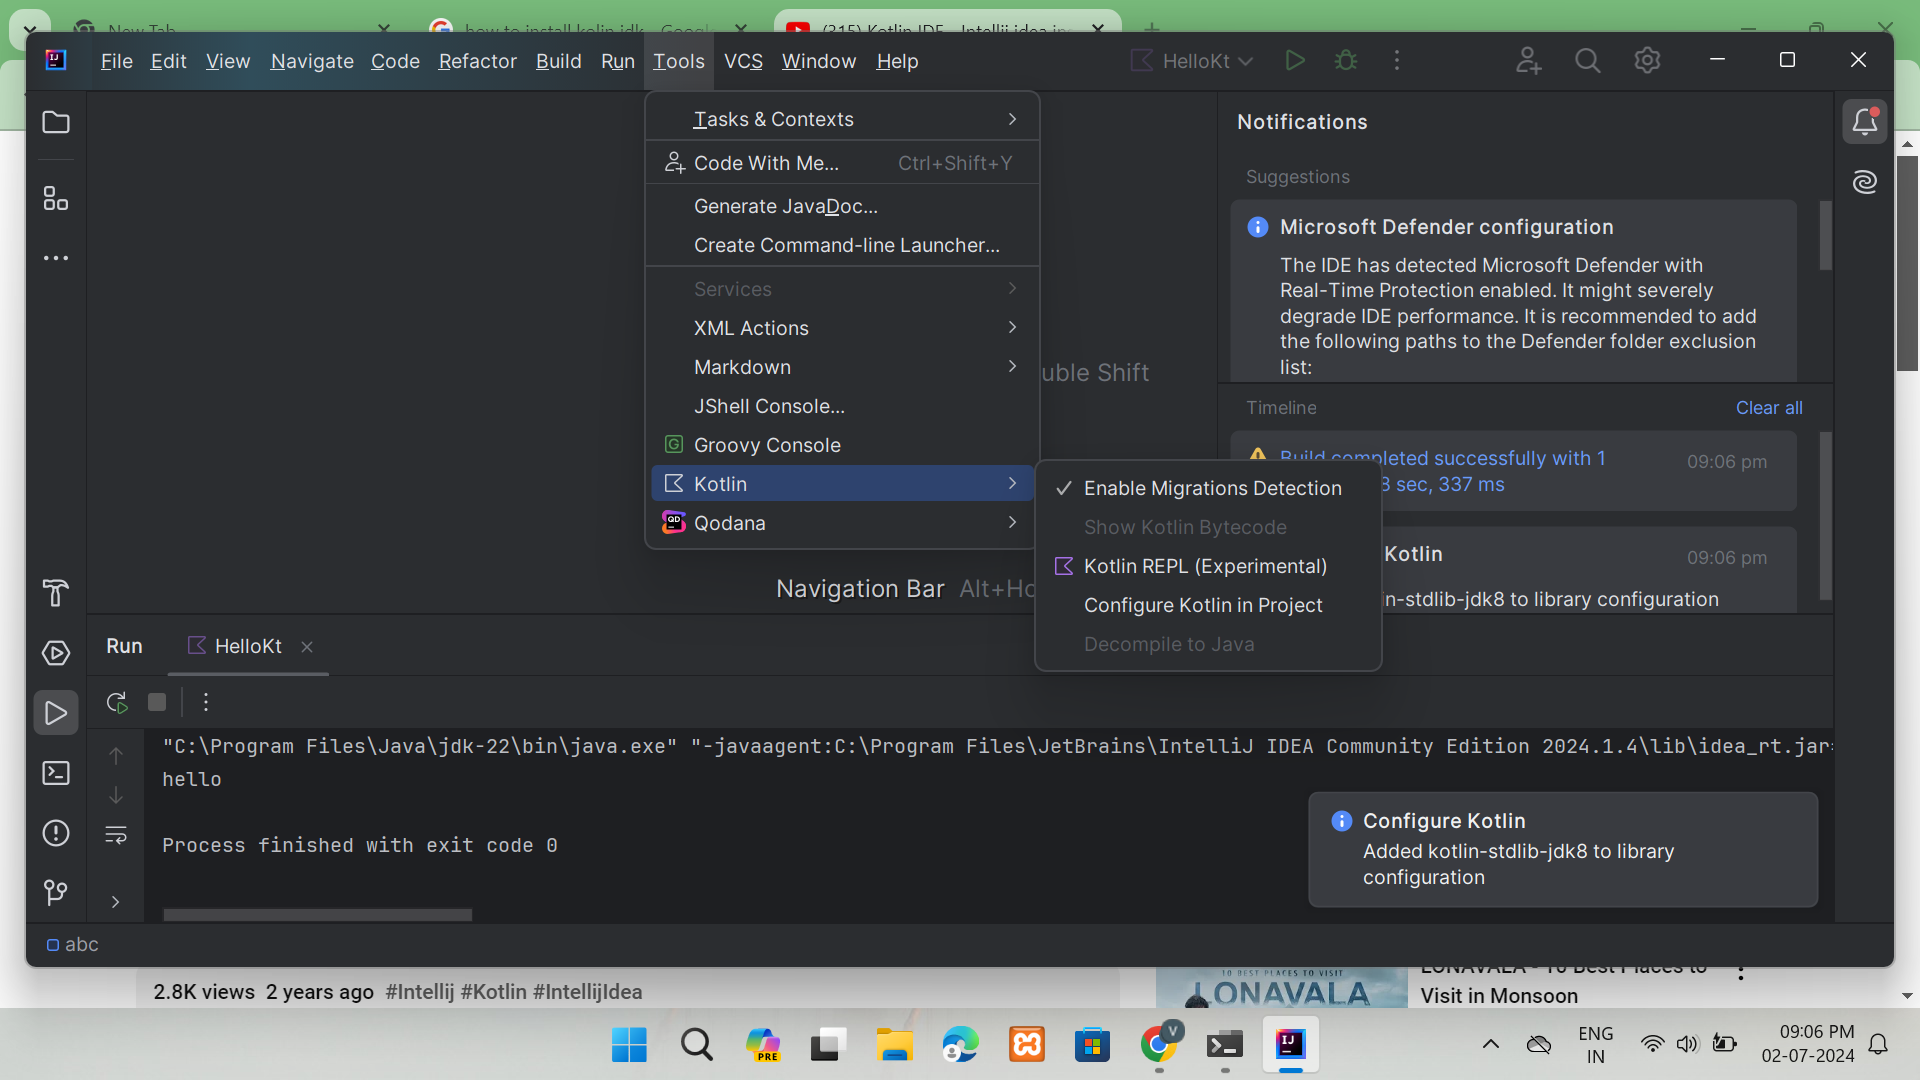 New Tab
how to install kolin jdk - Google
(315) Kotlin IDE - Intellij idea ins
File Edit View Navigate Code Refactor Build Run Tools VCS Window Help
HelloKt
Tasks & Contexts
Code With Me... Ctrl+Shift+Y
Generate JavaDoc...
Create Command-line Launcher...
Services
XML Actions
Markdown
JShell Console...
Groovy Console
Kotlin
Qodana
Enable Migrations Detection
Show Kotlin Bytecode
Kotlin REPL (Experimental)
Configure Kotlin in Project
Decompile to Java
uble Shift
Navigation Bar Alt+Ho
Notifications
Suggestions
Microsoft Defender configuration
The IDE has detected Microsoft Defender with
Real-Time Protection enabled. It might severely
degrade IDE performance. It is recommended to add
the following paths to the Defender folder exclusion
list:
Timeline Clear all
Build completed successfully with 1 09:06 pm
3 sec, 337 ms
Kotlin 09:06 pm
in-stdlib-jdk8 to library configuration
Run HelloKt
"C:\Program Files\Java\jdk-22\bin\java.exe" "-javaagent:C:\Program Files\JetBrains\IntelliJ IDEA Community Edition 2024.1.4\lib\idea_rt.jar=
hello
Process finished with exit code 0
Configure Kotlin
Added kotlin-stdlib-jdk8 to library
configuration
abc
2.8K views 2 years ago #Intellij #Kotlin #IntellijIdea
10 BEST PLACES TO VISIT
LONAVALA
LONAVALA - 10 Best Places to
Visit in Monsoon
PRE
V
ENG
IN
09:06 PM
02-07-2024